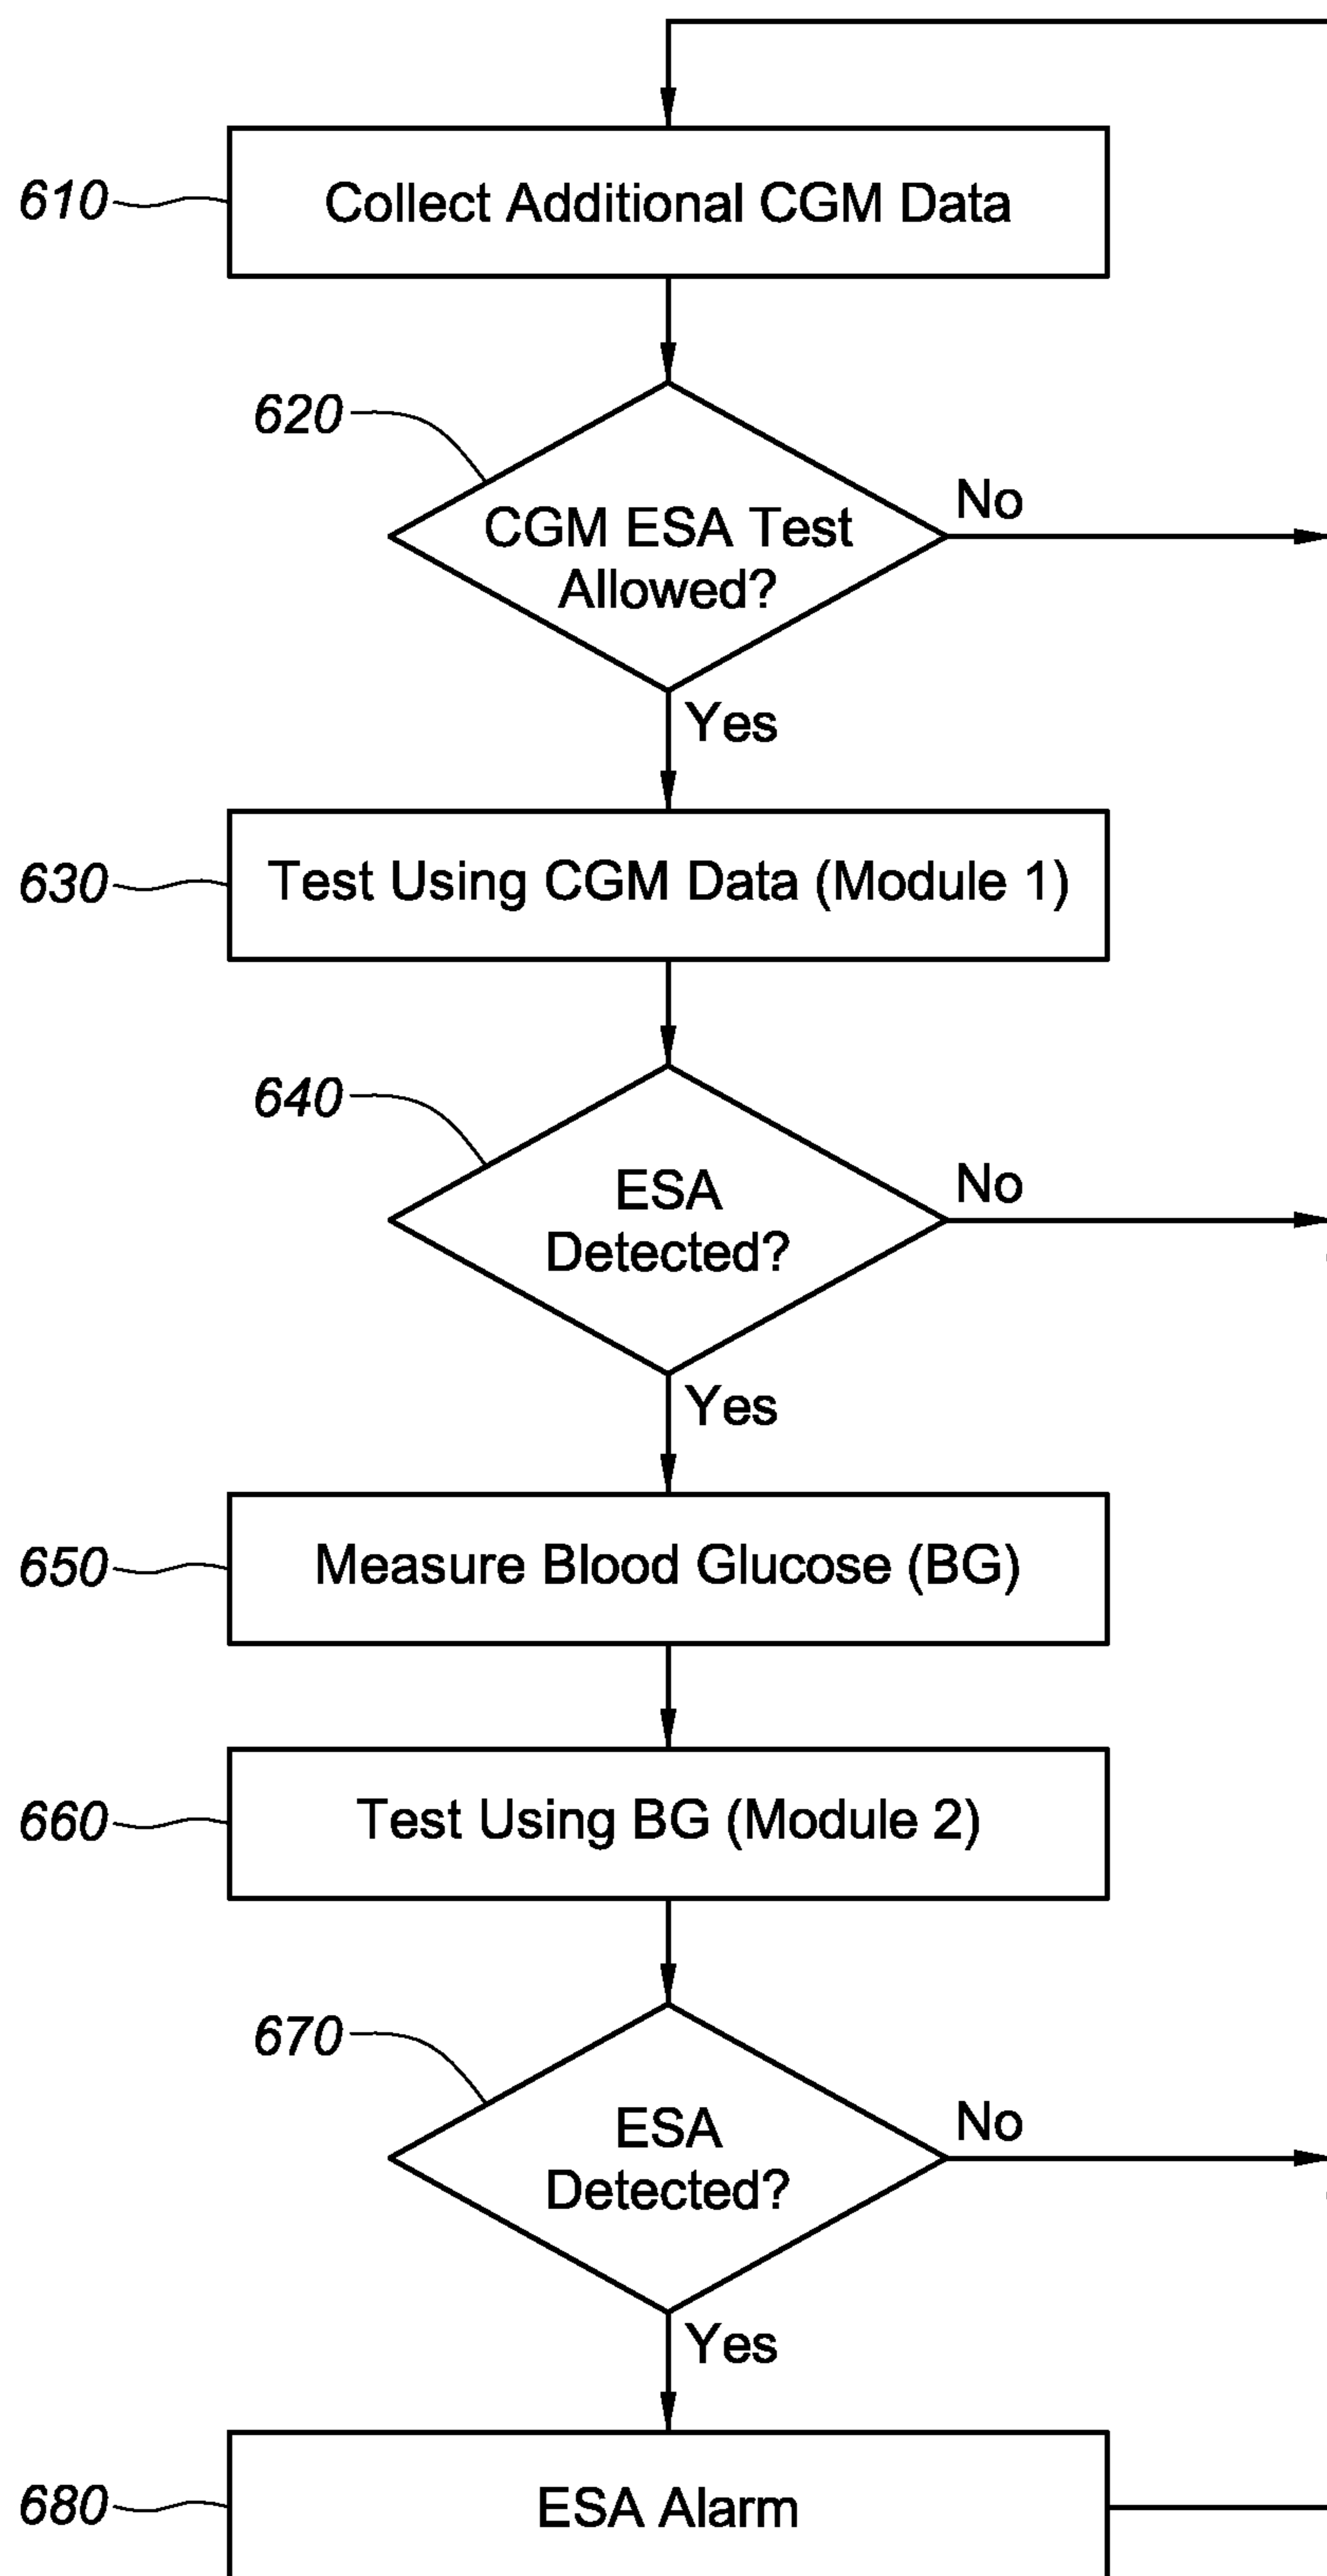 610
Collect Additional CGM Data
620
CGM ESA Test
Allowed?
No
Yes
630
Test Using CGM Data (Module 1)
640
ESA
Detected?
No
Yes
650
Measure Blood Glucose (BG)
660
Test Using BG (Module 2)
670
ESA
Detected?
No
Yes
680
ESA Alarm